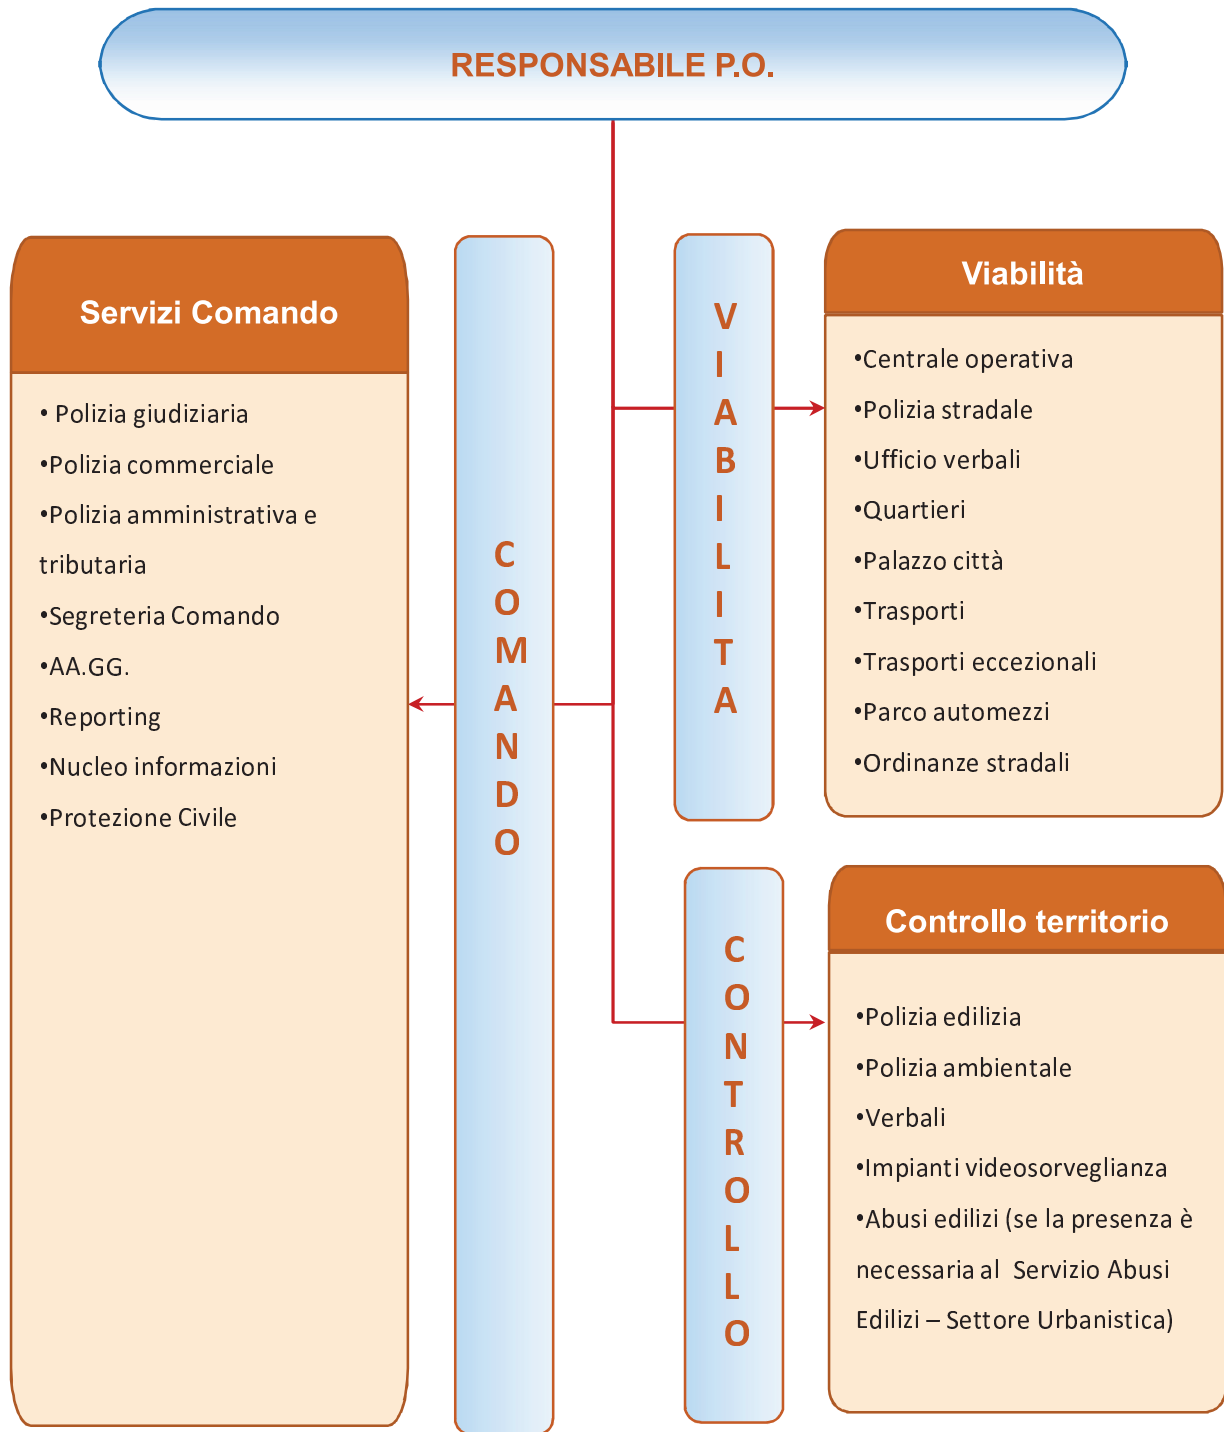 RESPONSABILE P.O.
Servizi Comando
• Polizia giudiziaria
•Polizia commerciale
•Polizia amministrativa e
tributaria
•Segreteria Comando
•AA.GG.
•Reporting
•Nucleo informazioni
•Protezione Civile
COMANDO
VIABILITA
Viabilità
•Centrale operativa
•Polizia stradale
•Ufficio verbali
•Quartieri
•Palazzo città
•Trasporti
•Trasporti eccezionali
•Parco automezzi
•Ordinanze stradali
CONTROLLO
Controllo territorio
•Polizia edilizia
•Polizia ambientale
•Verbali
•Impianti videosorveglianza
•Abusi edilizi (se la presenza è
necessaria al Servizio Abusi
Edilizi – Settore Urbanistica)